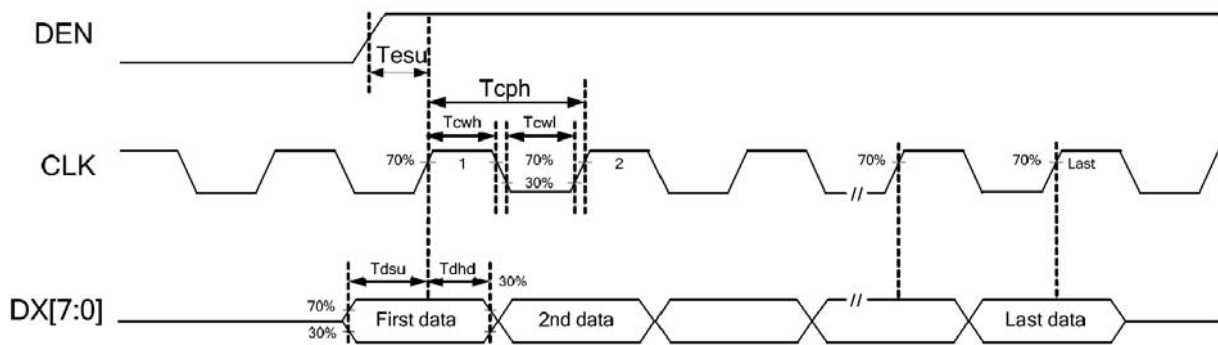 DEN
Tesu
Tcph
Tcwh
Tcwl
CLK
70%
1
70%
30%
2
//
70%
70%
Last
Tdsu
Tdhd
30%
DX[7:0]
70%
30%
First data
2nd data
//
Last data